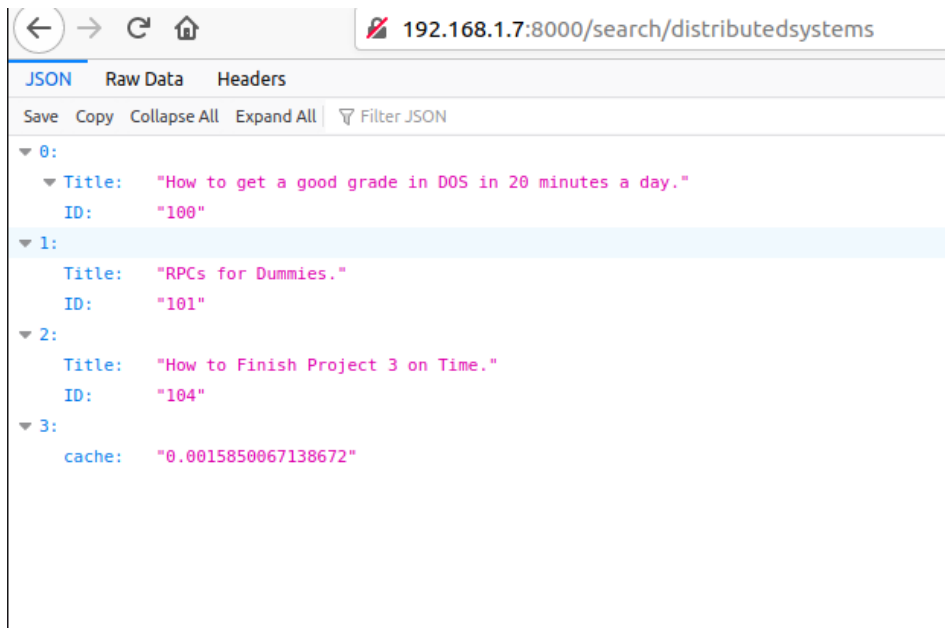 192.168.1.7:8000/search/distributedsystems
JSON Raw Data Headers
Save Copy Collapse All Expand All Filter JSON
0:
Title: "How to get a good grade in DOS in 20 minutes a day."
ID: "100"
1:
Title: "RPCs for Dummies."
ID: "101"
2:
Title: "How to Finish Project 3 on Time."
ID: "104"
3:
cache: "0.0015850067138672"